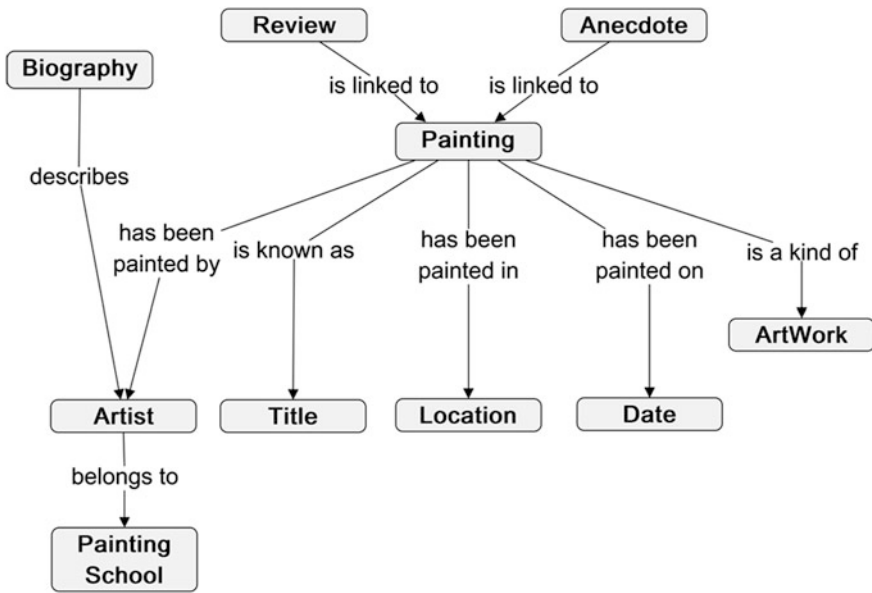 Review
Anecdote
Biography
is linked to
is linked to
Painting
describes
has been
painted by
is known as
has been
painted in
has been
painted on
is a kind of
ArtWork
Artist
Title
Location
Date
belongs to
Painting
School